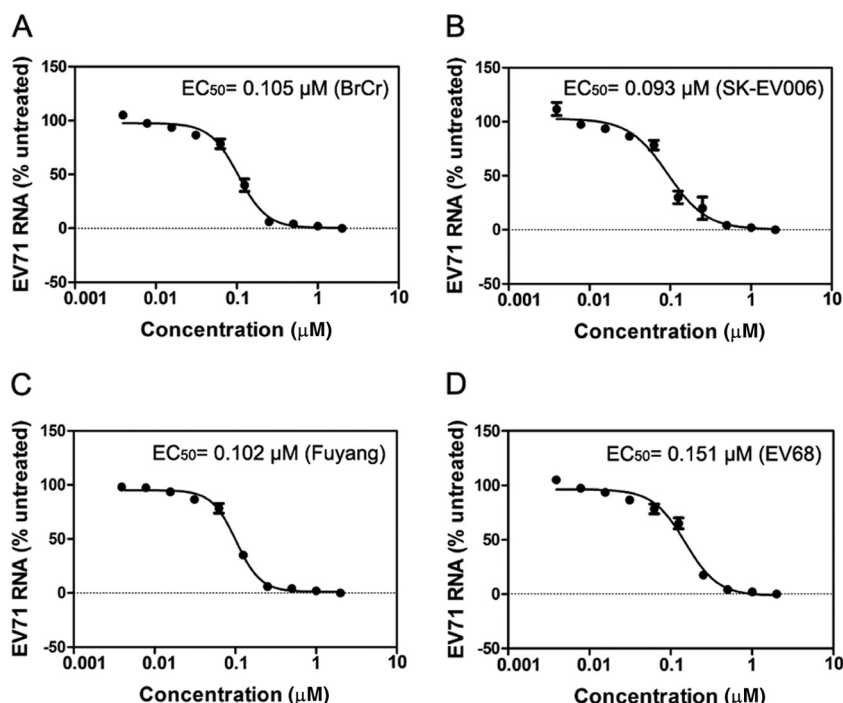 A
EC50= 0.105 µM (BrCr)
EV71 RNA (% untreated)
150
100
50
0
-50
0.001 0.01 0.1 1 10
Concentration (µM)
B
EC50= 0.093 µM (SK-EV006)
EV71 RNA (% untreated)
150
100
50
0
-50
0.001 0.01 0.1 1 10
Concentration (µM)
C
EC50= 0.102 µM (Fuyang)
EV71 RNA (% untreated)
150
100
50
0
-50
0.001 0.01 0.1 1 10
Concentration (µM)
D
EC50= 0.151 µM (EV68)
EV71 RNA (% untreated)
150
100
50
0
-50
0.001 0.01 0.1 1 10
Concentration (µM)